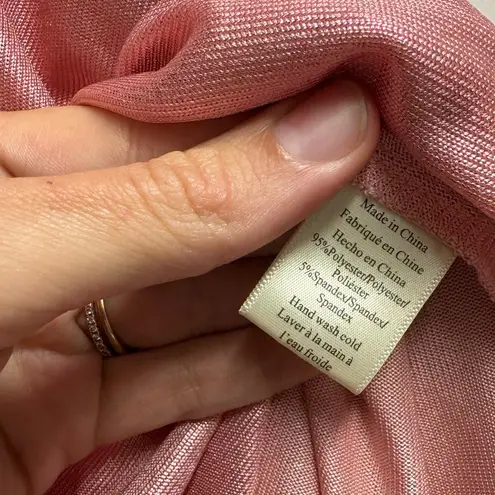 Made in China
Fabriqué en Chine
Hecho en China
95%Polyester/Polyester/
Poliéster
5%Spandex/Spandex/
Spandex
Hand wash cold
Laver à la main à
l'eau froide